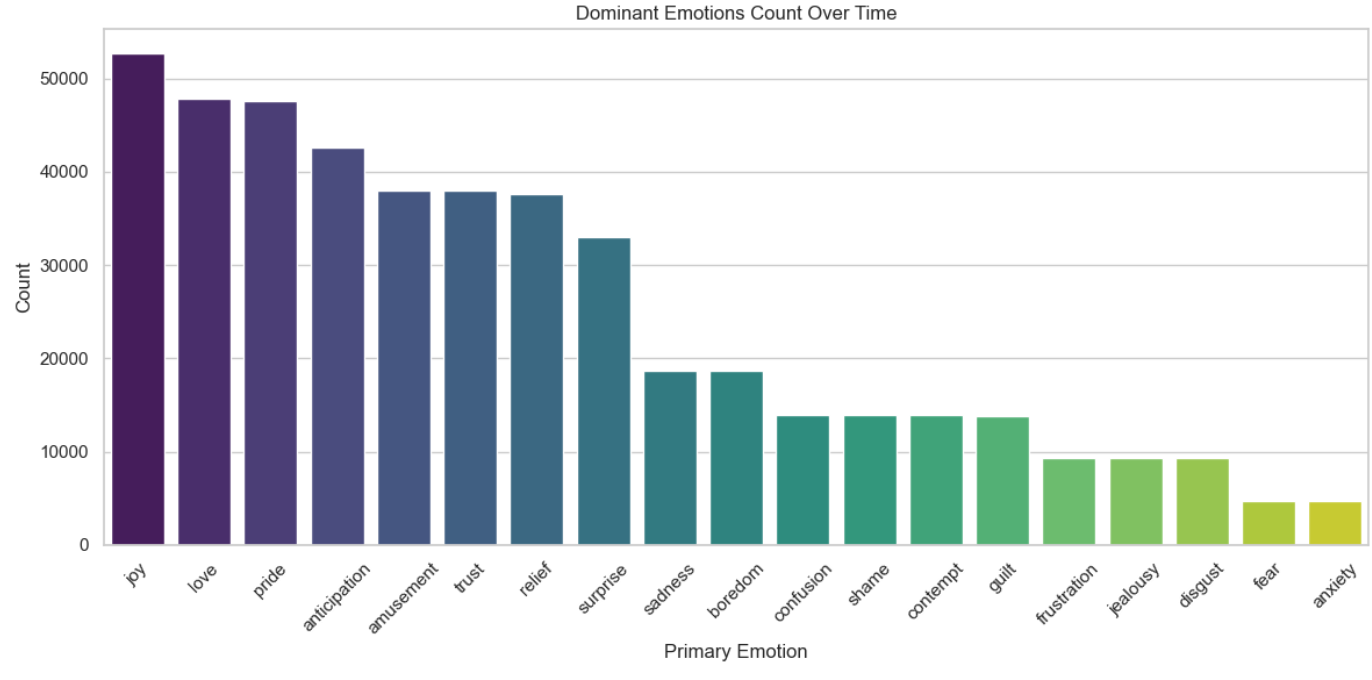 Dominant Emotions Count Over Time
Count
50000
40000
30000
20000
10000
0
joy
love
pride
anticipation
amusement
trust
relief
surprise
sadness
boredom
confusion
shame
contempt
guilt
frustration
jealousy
disgust
fear
anxiety
Primary Emotion